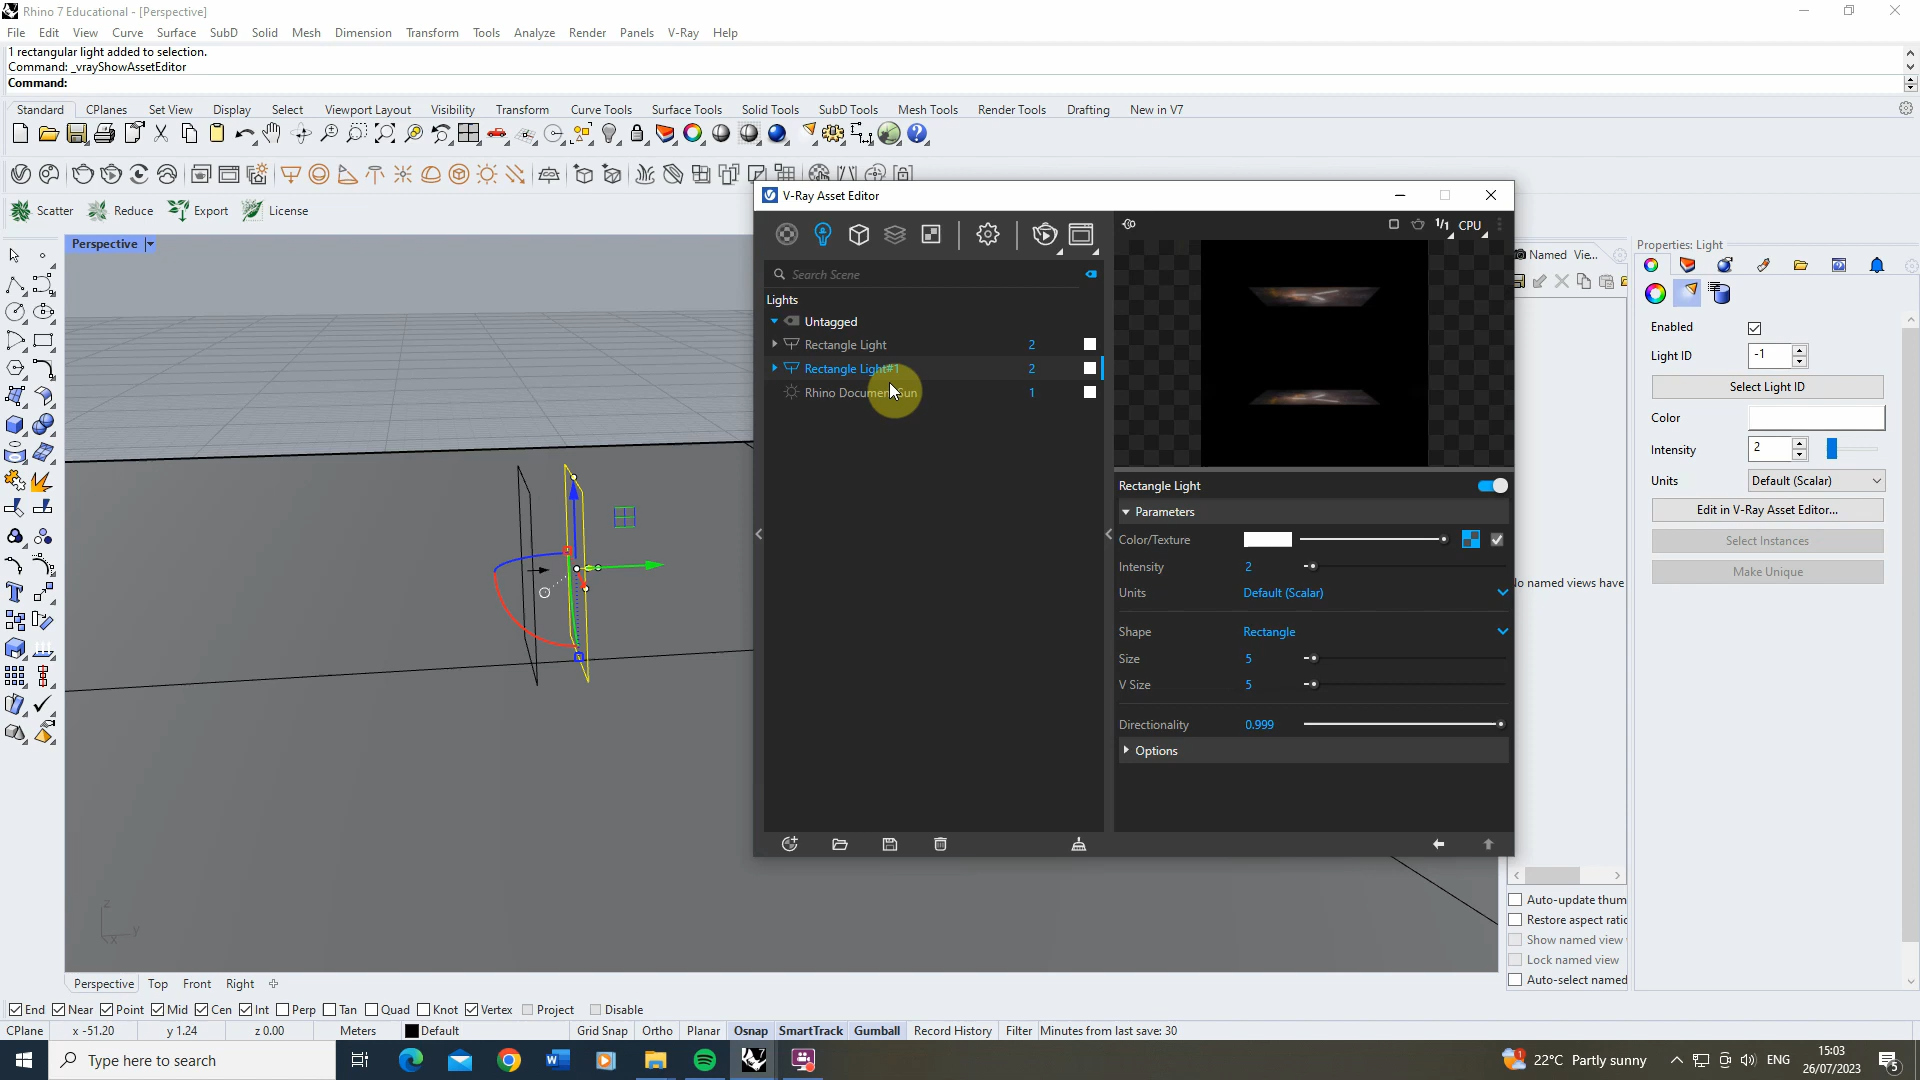 Rhino 7 Educational - [Perspective]
File Edit View Curve Surface SubD Solid Mesh Dimension Transform Tools Analyze Render Panels V-Ray Help
1 rectangular light added to selection.
Command: _vrayShowAssetEditor
Command:
Standard CPlanes Set View Display Select Viewport Layout Visibility Transform Curve Tools Surface Tools Solid Tools SubD Tools Mesh Tools Render Tools Drafting New in V7
Scatter Reduce Export License
Perspective
V-Ray Asset Editor
1/1 CPU
Search Scene
Lights
Untagged
Rectangle Light 2
Rectangle Light#1 2
Rhino Document Sun 1
Rectangle Light
Parameters
Color/Texture
Intensity 2
Units Default (Scalar)
Shape Rectangle
Size 5
V Size 5
Directionality 0.999
Options
Named Vie...
No named views have
Auto-update thum
Restore aspect ratio
Show named view
Lock named view
Auto-select named
Properties: Light
Enabled
Light ID -1
Select Light ID
Color
Intensity 2
Units Default (Scalar)
Edit in V-Ray Asset Editor...
Select Instances
Make Unique
z
y
x
Perspective Top Front Right
End Near Point Mid Cen Int Perp Tan Quad Knot Vertex Project Disable
CPlane x -51.20 y 1.24 z 0.00 Meters Default Grid Snap Ortho Planar Osnap SmartTrack Gumball Record History Filter Minutes from last save: 30
Type here to search
1
22°C Partly sunny
ENG
15:03
26/07/2023
5